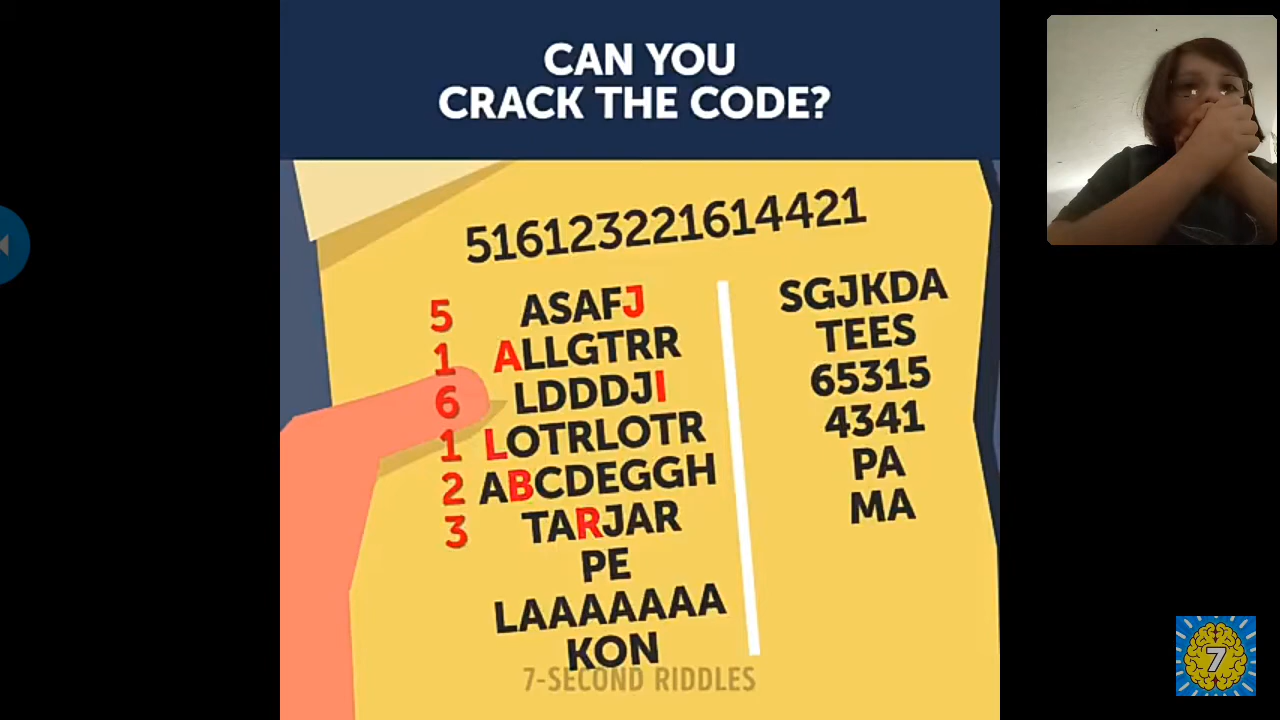 CAN YOU
CRACK THE CODE?
516123221614421
5 ASAFJ
1 ALLGTRR
6 LDDDJI
1 LOTRLOTR
2 ABCDEGGH
3 TARJAR
PE
LAAAAAAA
KON
SGJKDA
TEES
65315
4341
PA
MA
7-SECOND RIDDLES
7